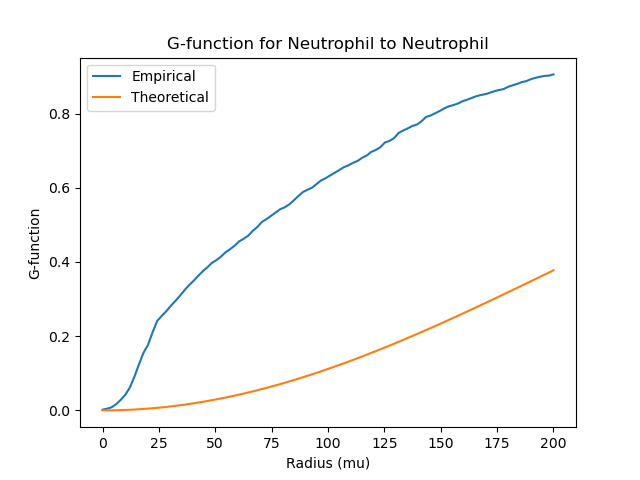 G-function for Neutrophil to Neutrophil
Empirical
Theoretical
G-function
0.8
0.6
0.4
0.2
0.0
0 25 50 75 100 125 150 175 200
Radius (mu)